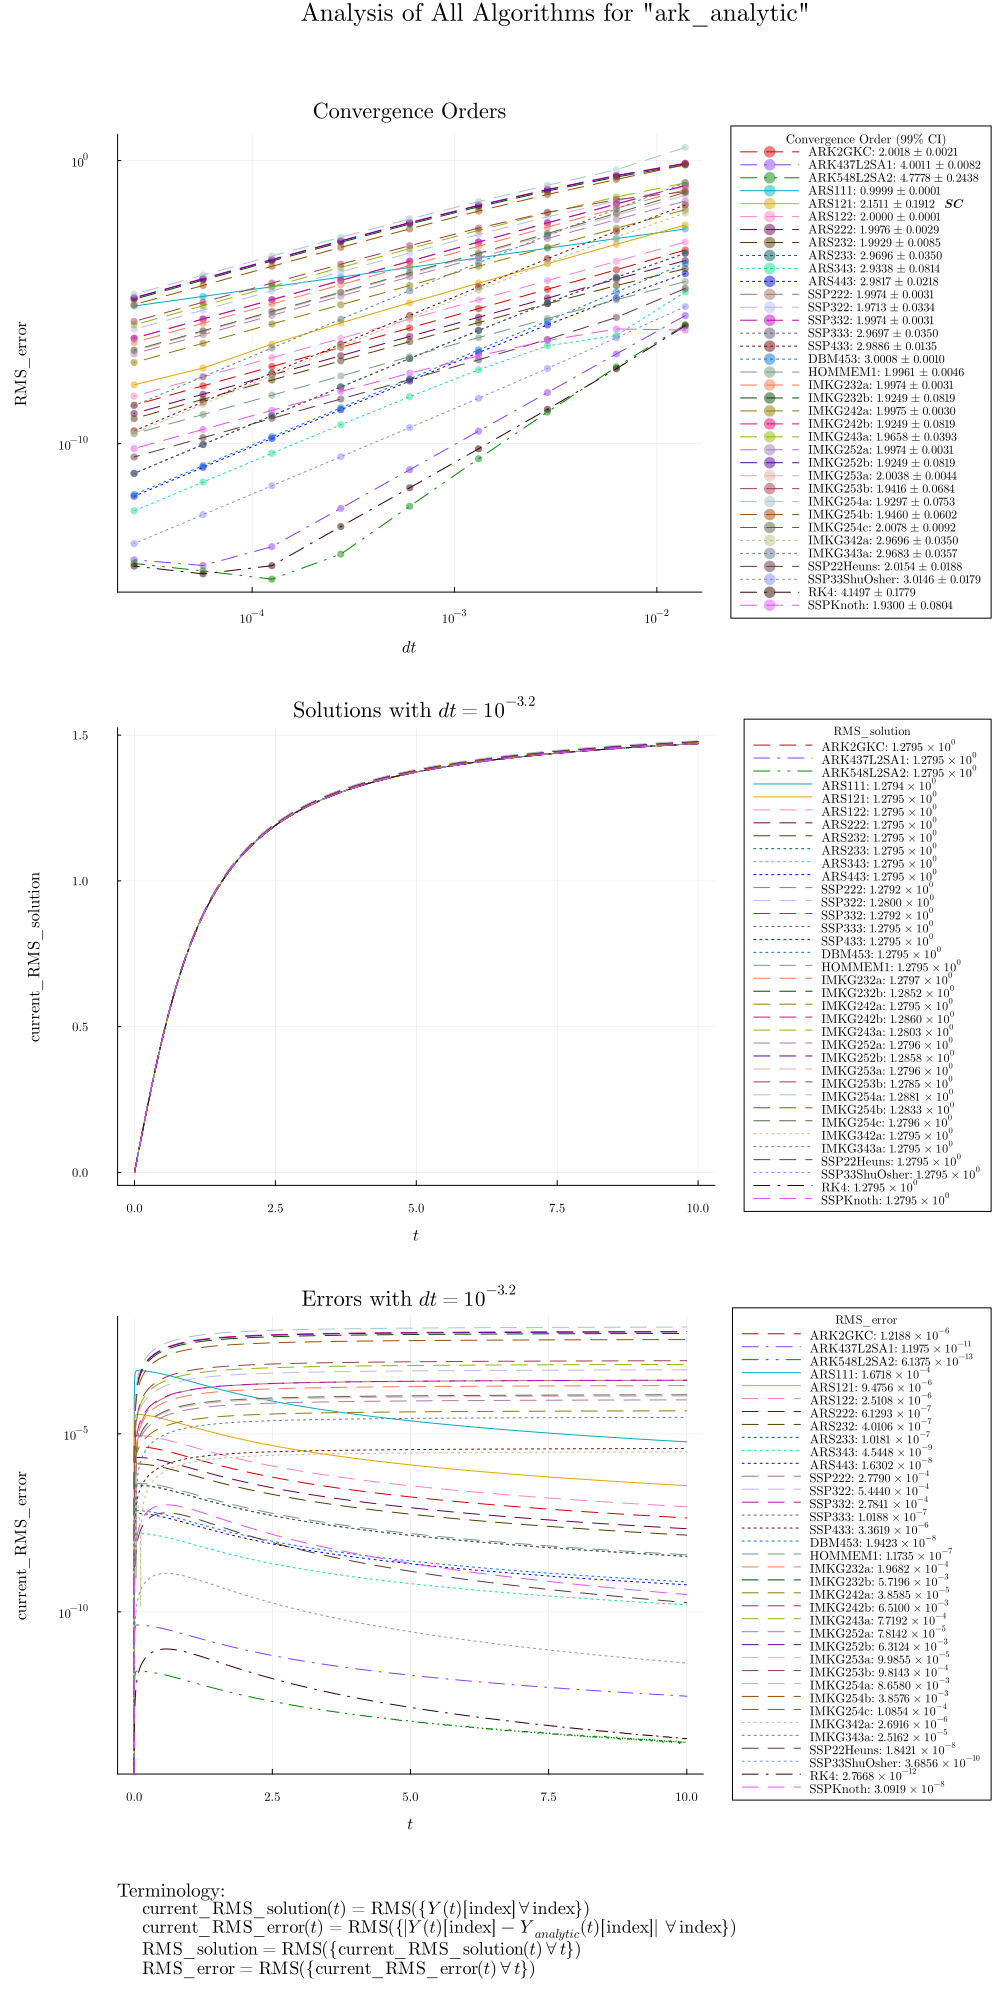 Analysis of All Algorithms for "ark_analytic"
Convergence Orders
RMS_error
10^0
10^−10
10^−4
10^−3
10^−2
dt
Convergence Order (99% CI)
ARK2GKC: 2.0018 ± 0.0021
ARK437L2SA1: 4.0011 ± 0.0082
ARK548L2SA2: 4.7778 ± 0.2438
ARS111: 0.9999 ± 0.0001
ARS121: 2.1511 ± 0.1912 SC
ARS122: 2.0000 ± 0.0001
ARS222: 1.9976 ± 0.0029
ARS232: 1.9929 ± 0.0085
ARS233: 2.9696 ± 0.0350
ARS343: 2.9338 ± 0.0814
ARS443: 2.9817 ± 0.0218
SSP222: 1.9974 ± 0.0031
SSP322: 1.9713 ± 0.0334
SSP332: 1.9974 ± 0.0031
SSP333: 2.9697 ± 0.0350
SSP433: 2.9886 ± 0.0135
DBM453: 3.0008 ± 0.0010
HOMMEM1: 1.9961 ± 0.0046
IMKG232a: 1.9974 ± 0.0031
IMKG232b: 1.9249 ± 0.0819
IMKG242a: 1.9975 ± 0.0030
IMKG242b: 1.9249 ± 0.0819
IMKG243a: 1.9658 ± 0.0393
IMKG252a: 1.9974 ± 0.0031
IMKG252b: 1.9249 ± 0.0819
IMKG253a: 2.0038 ± 0.0044
IMKG253b: 1.9416 ± 0.0684
IMKG254a: 1.9297 ± 0.0753
IMKG254b: 1.9460 ± 0.0602
IMKG254c: 2.0078 ± 0.0092
IMKG342a: 2.9696 ± 0.0350
IMKG343a: 2.9683 ± 0.0357
SSP22Heuns: 2.0154 ± 0.0188
SSP33ShuOsher: 3.0146 ± 0.0179
RK4: 4.1497 ± 0.1779
SSPKnoth: 1.9300 ± 0.0804
Solutions with dt = 10^−3.2
current_RMS_solution
1.5
1.0
0.5
0.0
0.0
2.5
5.0
7.5
10.0
t
RMS_solution
ARK2GKC: 1.2795 × 10^0
ARK437L2SA1: 1.2795 × 10^0
ARK548L2SA2: 1.2795 × 10^0
ARS111: 1.2794 × 10^0
ARS121: 1.2795 × 10^0
ARS122: 1.2795 × 10^0
ARS222: 1.2795 × 10^0
ARS232: 1.2795 × 10^0
ARS233: 1.2795 × 10^0
ARS343: 1.2795 × 10^0
ARS443: 1.2795 × 10^0
SSP222: 1.2792 × 10^0
SSP322: 1.2800 × 10^0
SSP332: 1.2792 × 10^0
SSP333: 1.2795 × 10^0
SSP433: 1.2795 × 10^0
DBM453: 1.2795 × 10^0
HOMMEM1: 1.2795 × 10^0
IMKG232a: 1.2797 × 10^0
IMKG232b: 1.2852 × 10^0
IMKG242a: 1.2795 × 10^0
IMKG242b: 1.2860 × 10^0
IMKG243a: 1.2803 × 10^0
IMKG252a: 1.2796 × 10^0
IMKG252b: 1.2858 × 10^0
IMKG253a: 1.2796 × 10^0
IMKG253b: 1.2785 × 10^0
IMKG254a: 1.2881 × 10^0
IMKG254b: 1.2833 × 10^0
IMKG254c: 1.2796 × 10^0
IMKG342a: 1.2795 × 10^0
IMKG343a: 1.2795 × 10^0
SSP22Heuns: 1.2795 × 10^0
SSP33ShuOsher: 1.2795 × 10^0
RK4: 1.2795 × 10^0
SSPKnoth: 1.2795 × 10^0
Errors with dt = 10^−3.2
current_RMS_error
10^−5
10^−10
0.0
2.5
5.0
7.5
10.0
t
RMS_error
ARK2GKC: 1.2188 × 10^−6
ARK437L2SA1: 1.1975 × 10^−11
ARK548L2SA2: 6.1375 × 10^−13
ARS111: 1.6718 × 10^−4
ARS121: 9.4756 × 10^−6
ARS122: 2.5108 × 10^−6
ARS222: 6.1293 × 10^−7
ARS232: 4.0106 × 10^−7
ARS233: 1.0181 × 10^−7
ARS343: 4.5448 × 10^−9
ARS443: 1.6302 × 10^−8
SSP222: 2.7790 × 10^−4
SSP322: 5.4440 × 10^−4
SSP332: 2.7841 × 10^−4
SSP333: 1.0188 × 10^−7
SSP433: 3.3619 × 10^−6
DBM453: 1.9423 × 10^−8
HOMMEM1: 1.1735 × 10^−7
IMKG232a: 1.9682 × 10^−4
IMKG232b: 5.7196 × 10^−3
IMKG242a: 3.8585 × 10^−5
IMKG242b: 6.5100 × 10^−3
IMKG243a: 7.7192 × 10^−4
IMKG252a: 7.8142 × 10^−5
IMKG252b: 6.3124 × 10^−3
IMKG253a: 9.9855 × 10^−5
IMKG253b: 9.8143 × 10^−4
IMKG254a: 8.6580 × 10^−3
IMKG254b: 3.8576 × 10^−3
IMKG254c: 1.0854 × 10^−4
IMKG342a: 2.6916 × 10^−6
IMKG343a: 2.5162 × 10^−5
SSP22Heuns: 1.8421 × 10^−8
SSP33ShuOsher: 3.6856 × 10^−10
RK4: 2.7668 × 10^−12
SSPKnoth: 3.0919 × 10^−8
Terminology:
current_RMS_solution(t) = RMS({Y(t)[index] ∀ index})
current_RMS_error(t) = RMS({|Y(t)[index] − Y_analytic(t)[index]| ∀ index})
RMS_solution = RMS({current_RMS_solution(t) ∀ t})
RMS_error = RMS({current_RMS_error(t) ∀ t})